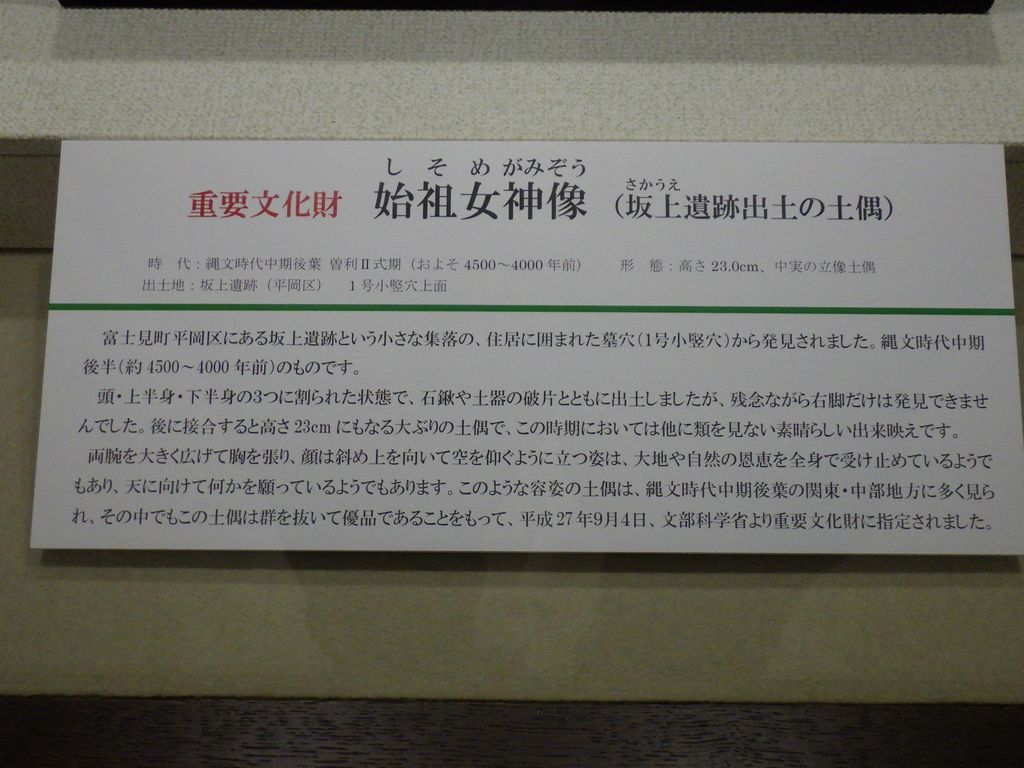 しそめがみぞう
さかうえ
重要文化財 始祖女神像 (坂上遺跡出土の土偶)
時 代:縄文時代中期後葉 曽利Ⅱ式期(およそ4500~4000年前) 形 態:高さ23.0cm、中実の立像土偶
出土地:坂上遺跡(平岡区) 1号小竪穴上面
富士見町平岡区にある坂上遺跡という小さな集落の、住居に囲まれた墓穴(1号小竪穴)から発見されました。縄文時代中期
後半(約4500~4000年前)のものです。
頭・上半身・下半身の3つに割られた状態で、石鍬や土器の破片とともに出土しましたが、残念ながら右脚だけは発見できませ
んでした。後に接合すると高さ23cmにもなる大ぶりの土偶で、この時期においては他に類を見ない素晴らしい出来映えです。
両腕を大きく広げて胸を張り、顔は斜め上を向いて空を仰ぐように立つ姿は、大地や自然の恩恵を全身で受け止めているようで
もあり、天に向けて何かを願っているようでもあります。このような容姿の土偶は、縄文時代中期後葉の関東・中部地方に多く見ら
れ、その中でもこの土偶は群を抜いて優品であることをもって、平成27年9月4日、文部科学省より重要文化財に指定されました。